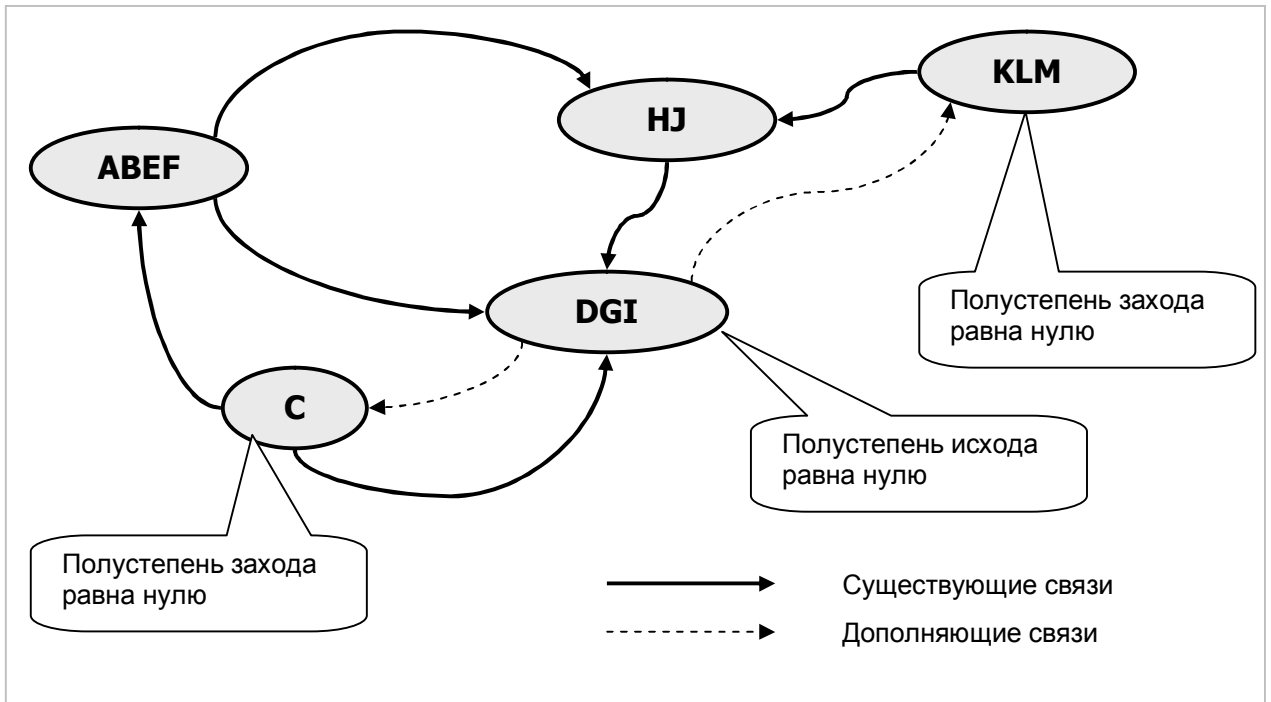 KLM
HJ
ABEF
DGI
C
Полустепень захода
равна нулю
Полустепень исхода
равна нулю
Полустепень захода
равна нулю
Существующие связи
Дополняющие связи